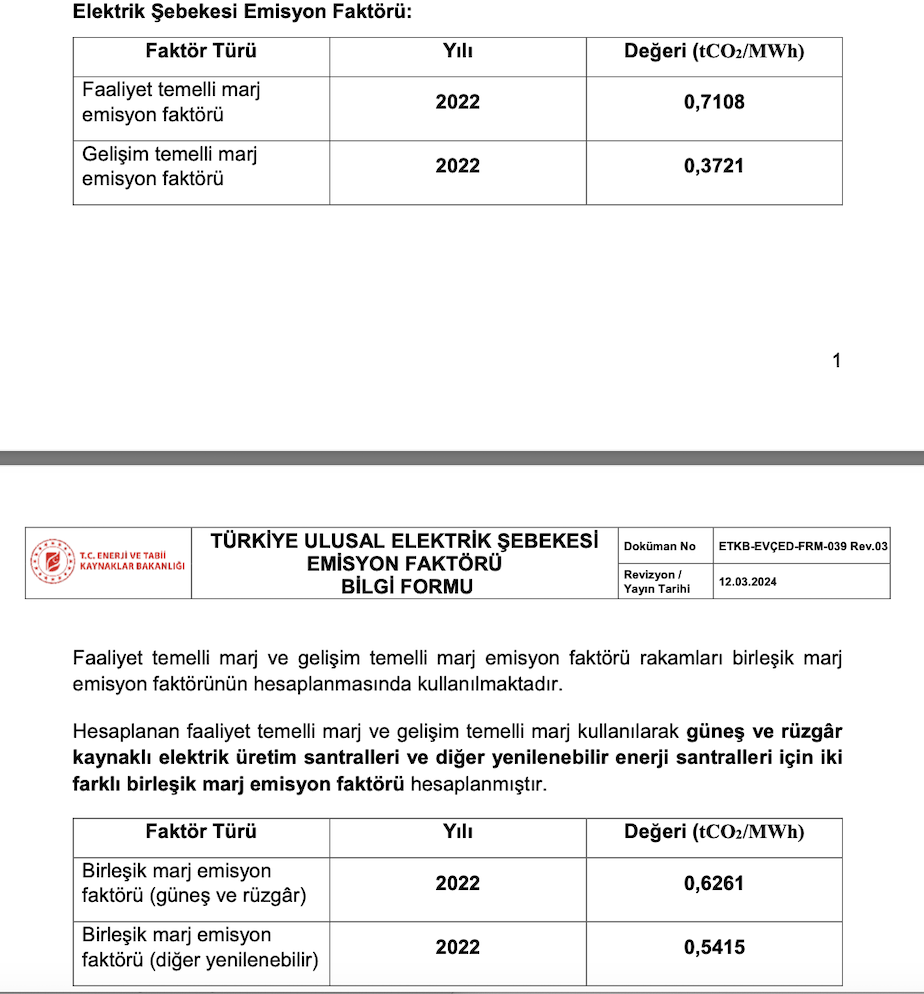 Elektrik Şebekesi Emisyon Faktörü:
Faktör Türü Yılı Değeri (tCO₂/MWh)
Faaliyet temelli marj
emisyon faktörü
2022 0,7108
Gelişim temelli marj
emisyon faktörü
2022 0,3721
1
T.C. ENERJİ VE TABİİ
KAYNAKLAR BAKANLIĞI
TÜRKİYE ULUSAL ELEKTRİK ŞEBEKESİ
EMİSYON FAKTÖRÜ
BİLGİ FORMU
Doküman No ETKB-EVÇED-FRM-039 Rev.03
Revizyon /
Yayın Tarihi
12.03.2024
Faaliyet temelli marj ve gelişim temelli marj emisyon faktörü rakamları birleşik marj
emisyon faktörünün hesaplanmasında kullanılmaktadır.
Hesaplanan faaliyet temelli marj ve gelişim temelli marj kullanılarak güneş ve rüzgâr
kaynaklı elektrik üretim santralleri ve diğer yenilenebilir enerji santralleri için iki
farklı birleşik marj emisyon faktörü hesaplanmıştır.
Faktör Türü Yılı Değeri (tCO₂/MWh)
Birleşik marj emisyon
faktörü (güneş ve rüzgâr)
2022 0,6261
Birleşik marj emisyon
faktörü (diğer yenilenebilir)
2022 0,5415